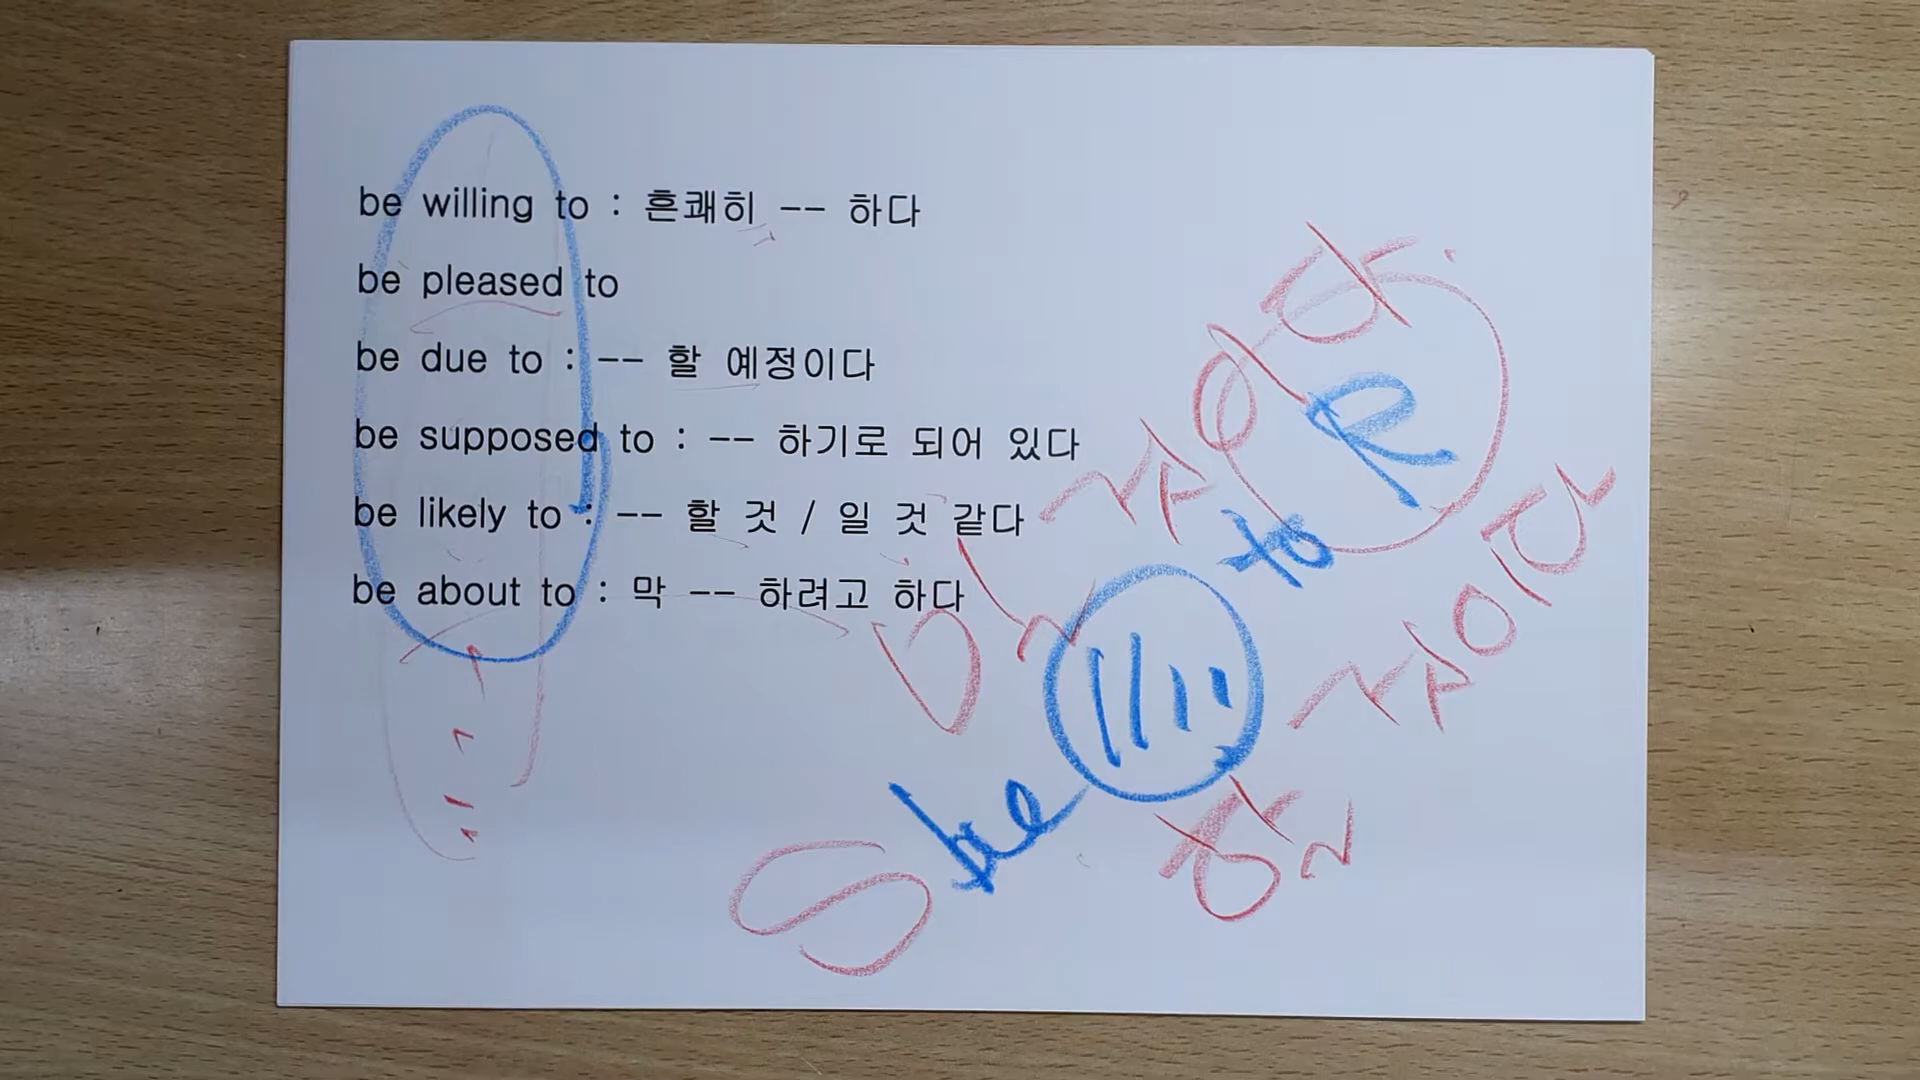 be willing to : 흔쾌히 -- 하다
be pleased to
be due to : -- 할 예정이다
be supposed to : -- 하기로 되어 있다
be likely to : -- 할 것 / 일 것 같다
be about to : 막 -- 하려고 하다
S be to R